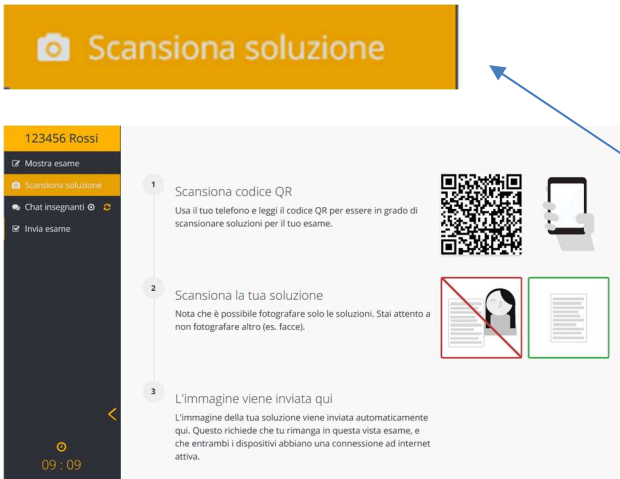 Scansiona soluzione
123456 Rossi
Mostra esame
Scansiona soluzione
Chat insegnanti
Invia esame
09 : 09
1
Scansiona codice QR
Usa il tuo telefono e leggi il codice QR per essere in grado di
scansionare soluzioni per il tuo esame.
2
Scansiona la tua soluzione
Nota che è possibile fotografare solo le soluzioni. Stai attento a
non fotografare altro (es. facce).
3
L'immagine viene inviata qui
L'immagine della tua soluzione viene inviata automaticamente
qui. Questo richiede che tu rimanga in questa vista esame, e
che entrambi i dispositivi abbiano una connessione ad internet
attiva.